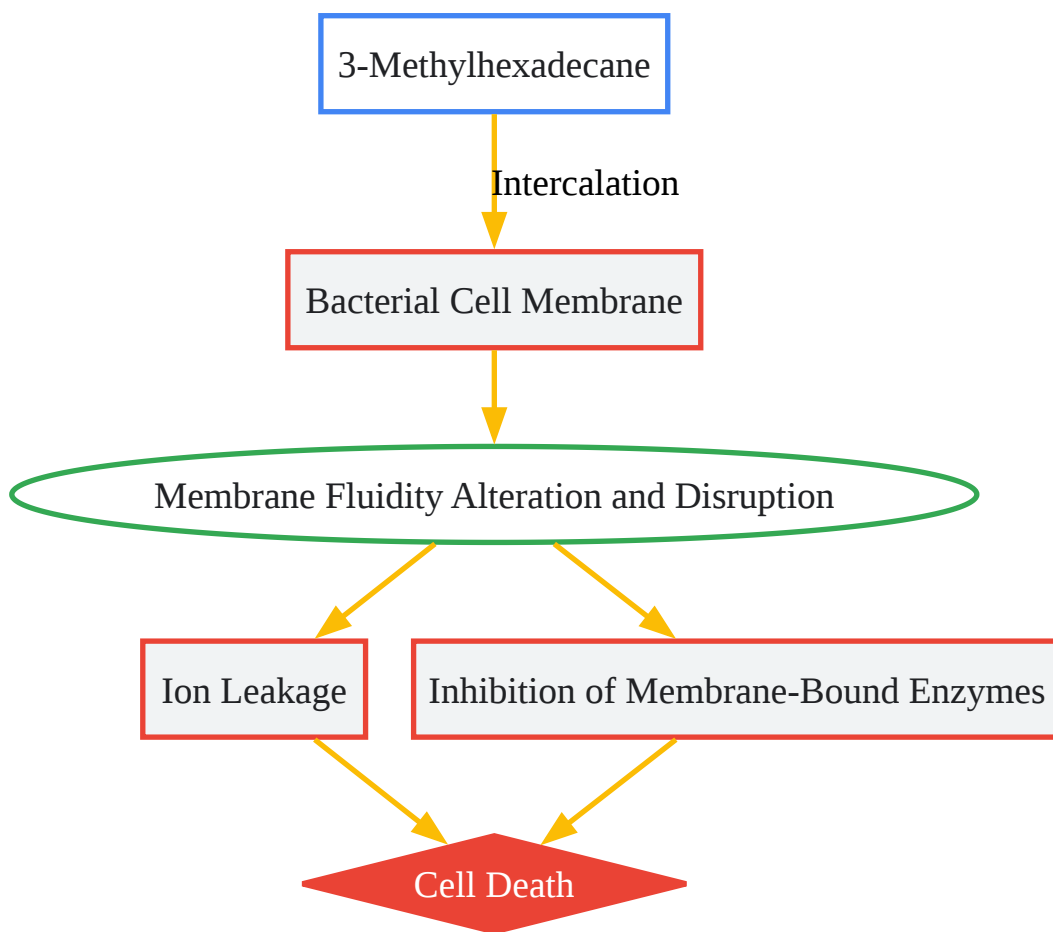 3-Methylhexadecane
Intercalation
Bacterial Cell Membrane
Membrane Fluidity Alteration and Disruption
Ion Leakage
Inhibition of Membrane-Bound Enzymes
Cell Death